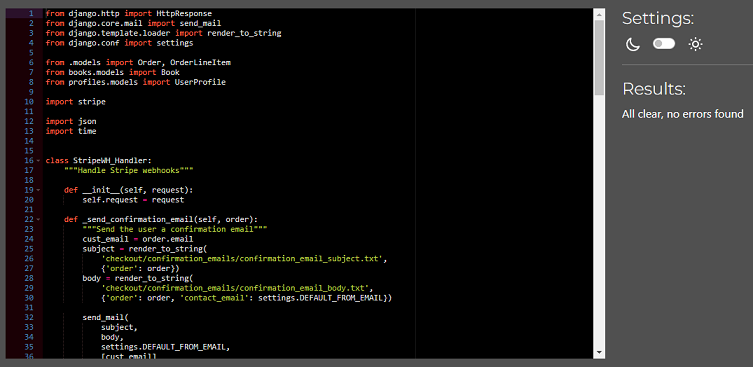 1 from django.http import HttpResponse
2 from django.core.mail import send_mail
3 from django.template.loader import render_to_string
4 from django.conf import settings
5
6 from .models import Order, OrderLineItem
7 from books.models import Book
8 from profiles.models import UserProfile
9
10 import stripe
11
12 import json
13 import time
14
15
16 class StripeWH_Handler:
17     """Handle Stripe webhooks"""
18
19     def __init__(self, request):
20         self.request = request
21
22     def _send_confirmation_email(self, order):
23         """Send the user a confirmation email"""
24         cust_email = order.email
25         subject = render_to_string(
26             'checkout/confirmation_emails/confirmation_email_subject.txt',
27             {'order': order})
28         body = render_to_string(
29             'checkout/confirmation_emails/confirmation_email_body.txt',
30             {'order': order, 'contact_email': settings.DEFAULT_FROM_EMAIL})
31
32         send_mail(
33             subject,
34             body,
35             settings.DEFAULT_FROM_EMAIL,
36             [cust_email]
Settings:
Results:
All clear, no errors found